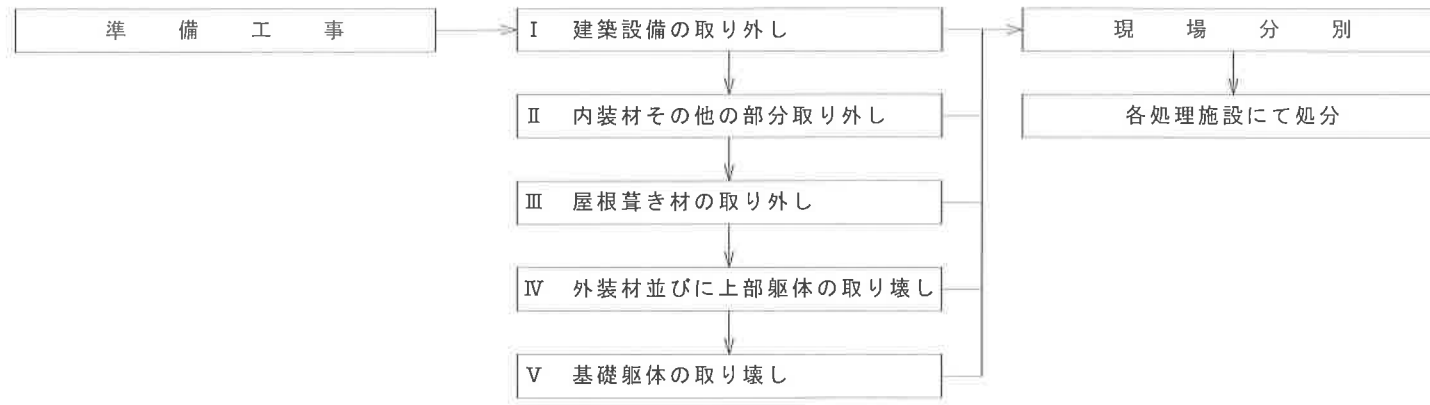 準備工事
Ⅰ 建築設備の取り外し
現場分別
Ⅱ 内装材その他の部分取り外し
各処理施設にて処分
Ⅲ 屋根葺き材の取り外し
Ⅳ 外装材並びに上部躯体の取り壊し
Ⅴ 基礎躯体の取り壊し